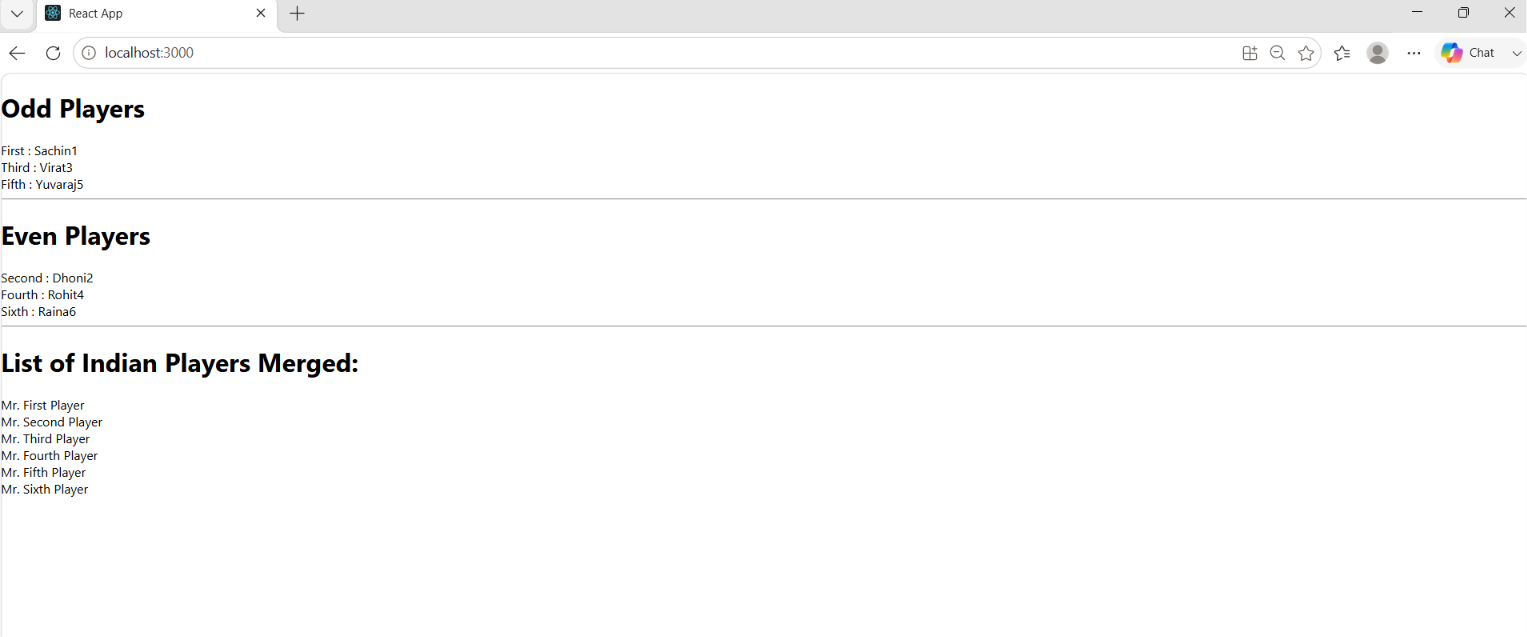 React App
localhost:3000
Chat
Odd Players
First : Sachin1
Third : Virat3
Fifth : Yuvaraj5
Even Players
Second : Dhoni2
Fourth : Rohit4
Sixth : Raina6
List of Indian Players Merged:
Mr. First Player
Mr. Second Player
Mr. Third Player
Mr. Fourth Player
Mr. Fifth Player
Mr. Sixth Player